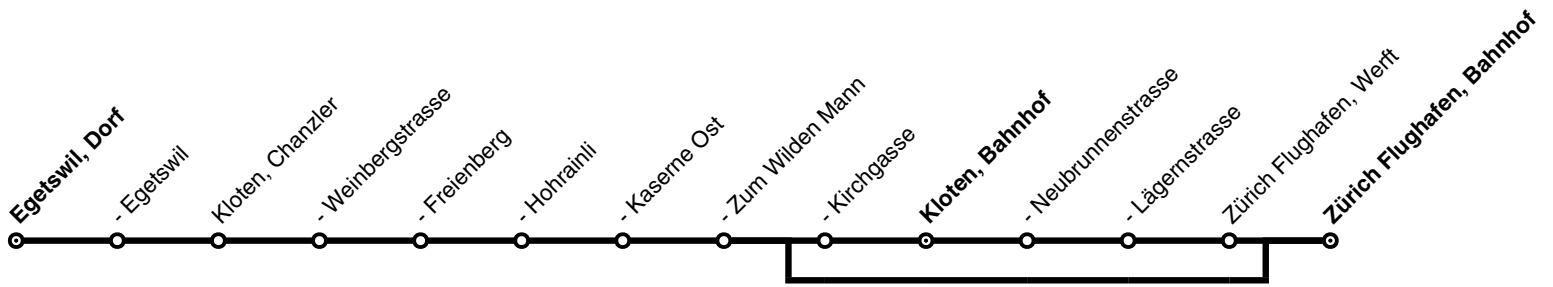 Egetswil, Dorf
- Egetswil
Kloten, Chanzler
- Weinbergstrasse
- Freienberg
- Hohrainli
- Kaserne Ost
- Zum Wilden Mann
- Kirchgasse
Kloten, Bahnhof
- Neubrunnenstrasse
- Lägernstrasse
Zürich Flughafen, Werft
Zürich Flughafen, Bahnhof